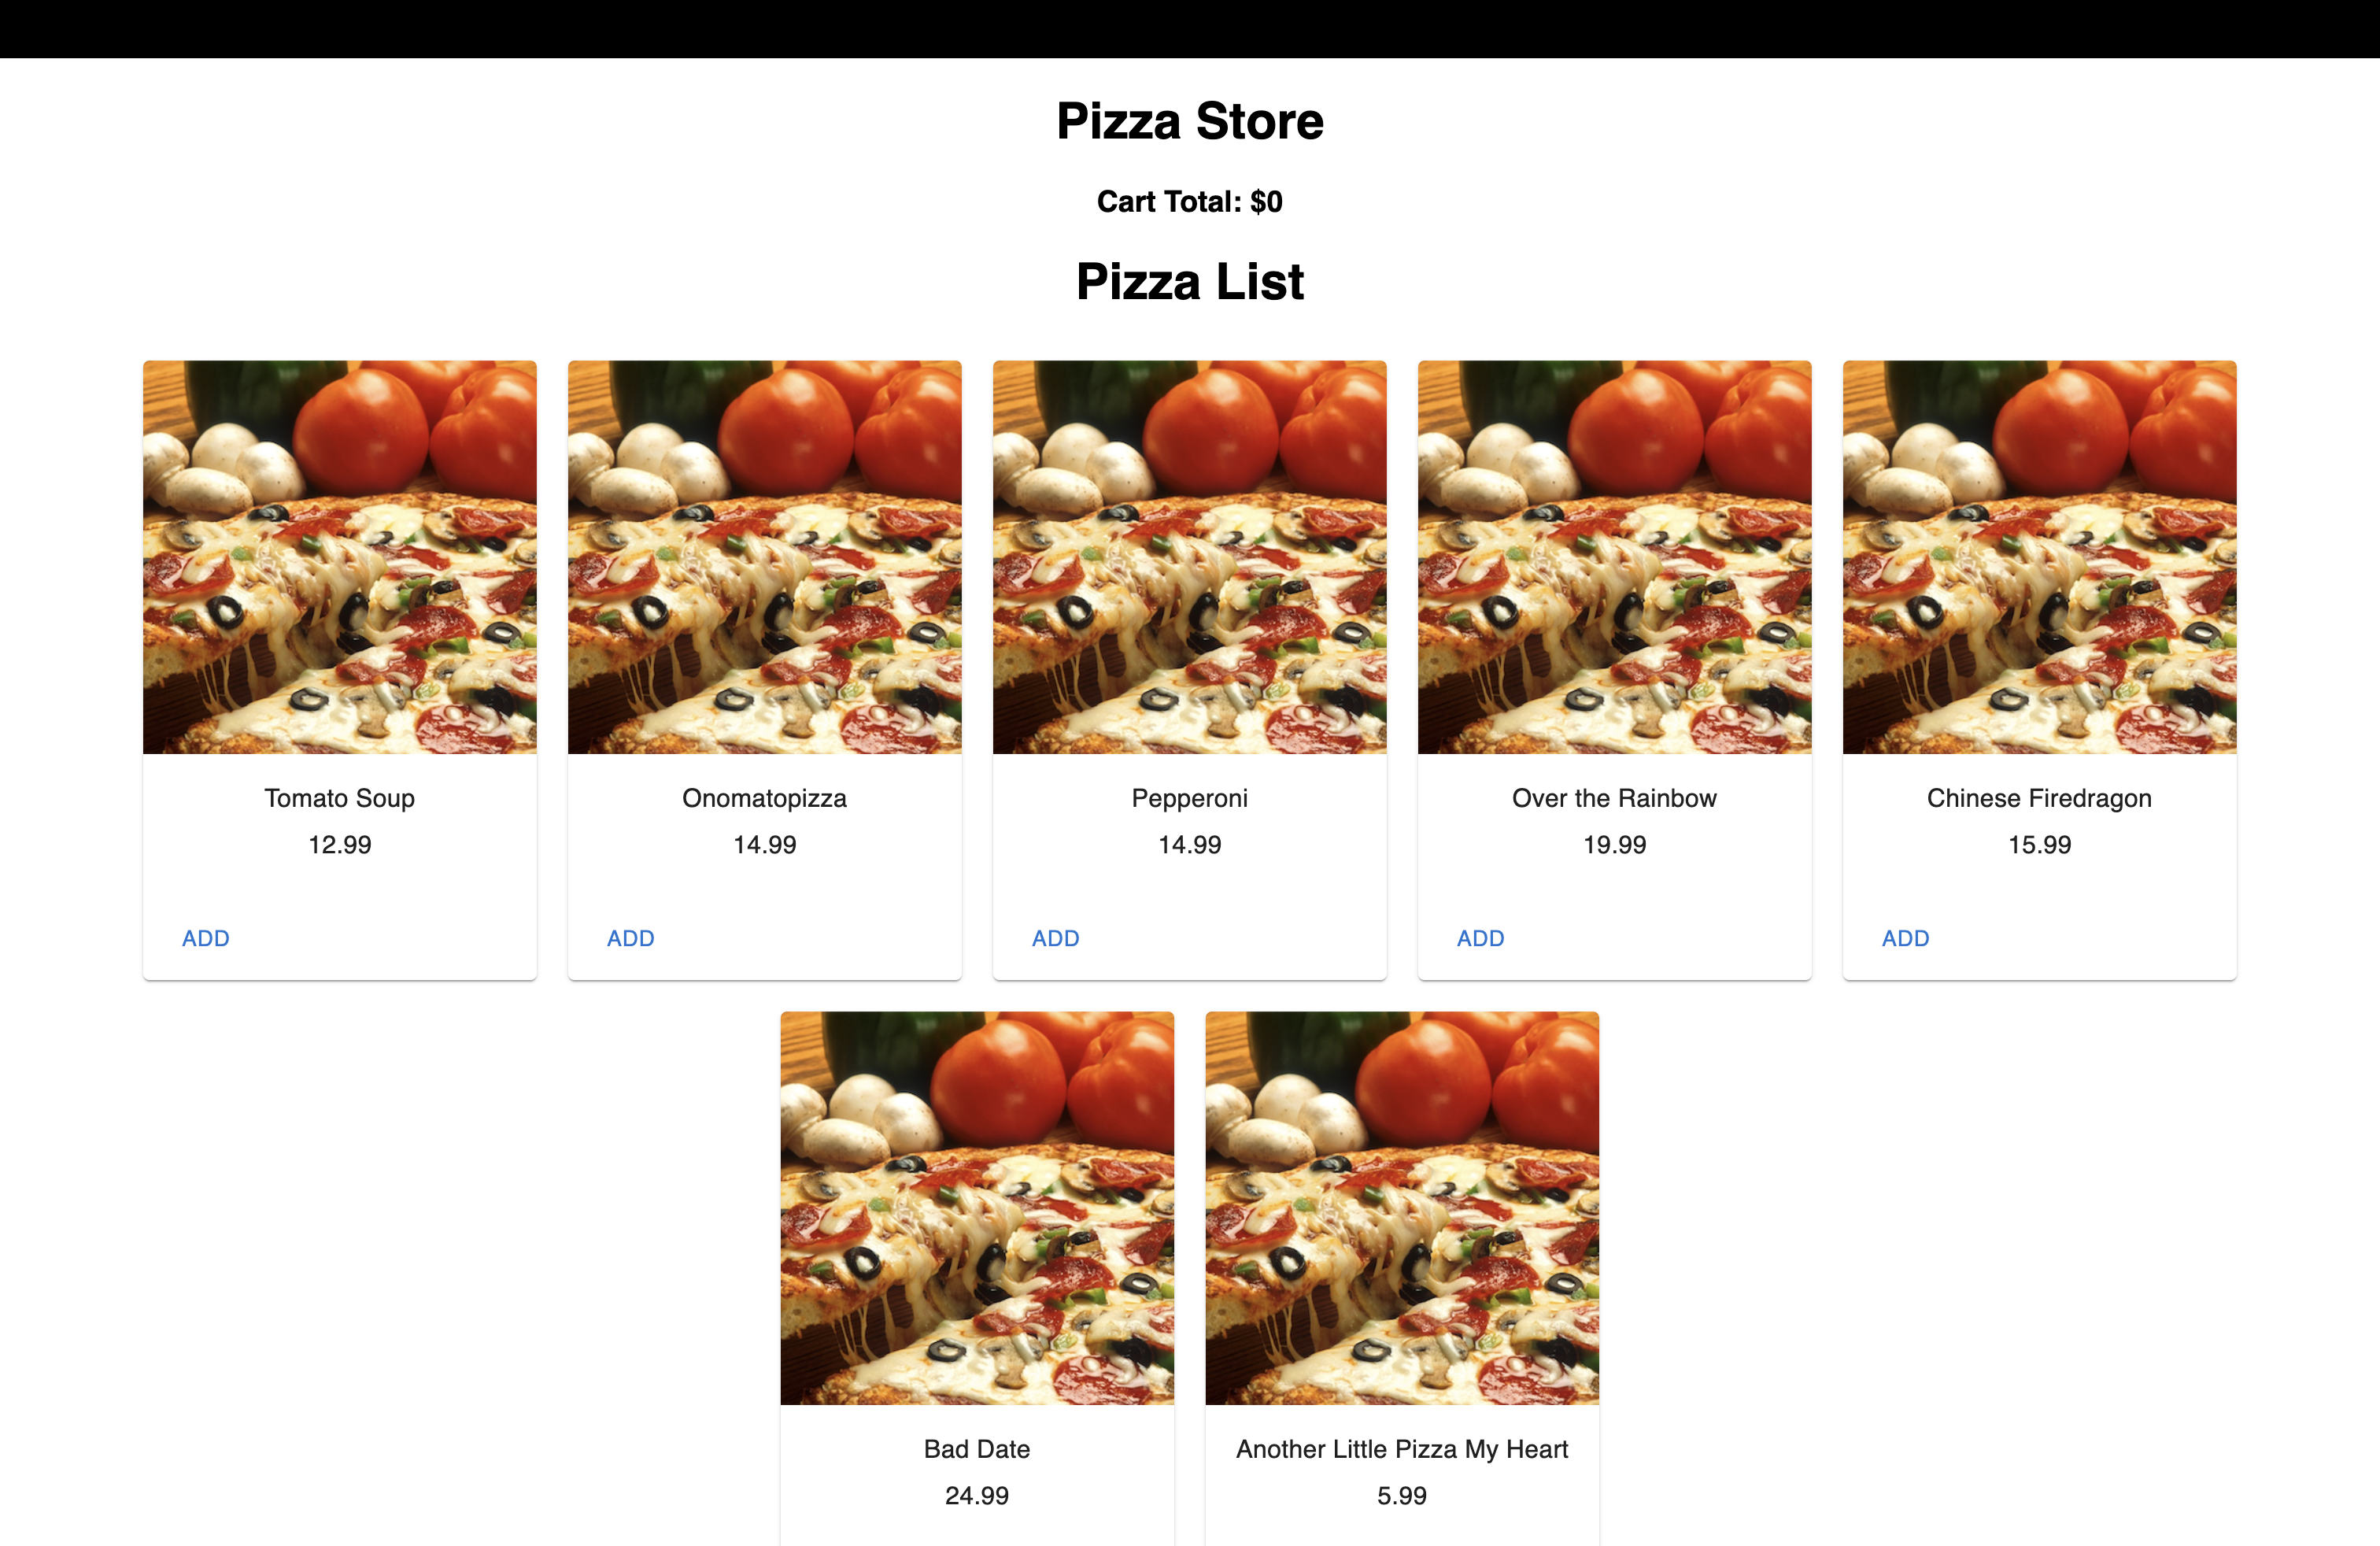 Pizza Store
Cart Total: $0
Pizza List
Tomato Soup
12.99
ADD
Onomatopizza
14.99
ADD
Pepperoni
14.99
ADD
Over the Rainbow
19.99
ADD
Chinese Firedragon
15.99
ADD
Bad Date
24.99
Another Little Pizza My Heart
5.99